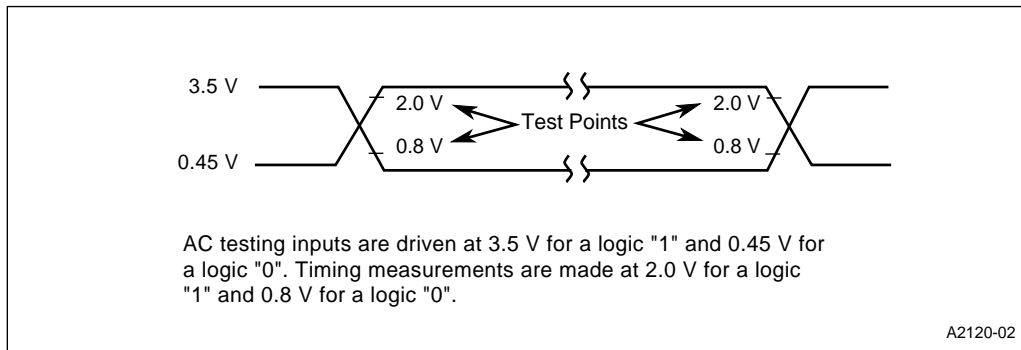 3.5 V
2.0 V
2.0 V
Test Points
0.8 V
0.8 V
0.45 V
AC testing inputs are driven at 3.5 V for a logic "1" and 0.45 V for
a logic "0". Timing measurements are made at 2.0 V for a logic
"1" and 0.8 V for a logic "0".
A2120-02